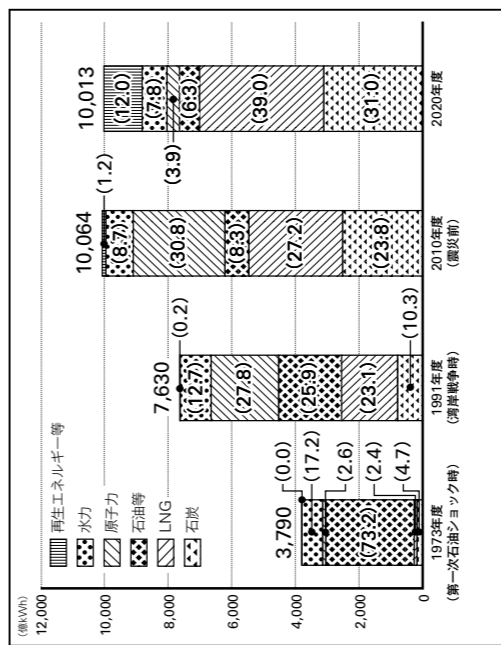 (億kWh)
12,000
10,000
8,000
6,000
4,000
2,000
0
再生エネルギー等
水力
原子力
石油等
LNG
石炭
3,790
(0.0)
(17.2)
(2.6)
(73.2)
(2.4)
(4.7)
1973年度
(第一次石油ショック時)
7,630
(0.2)
(12.7)
(27.8)
(25.9)
(23.1)
(10.3)
1991年度
(湾岸戦争時)
10,064
(1.2)
(8.7)
(30.8)
(8.3)
(27.2)
(23.8)
2010年度
(震災前)
10,013
(12.0)
(7.8)
(3.9)
(6.3)
(39.0)
(31.0)
2020年度